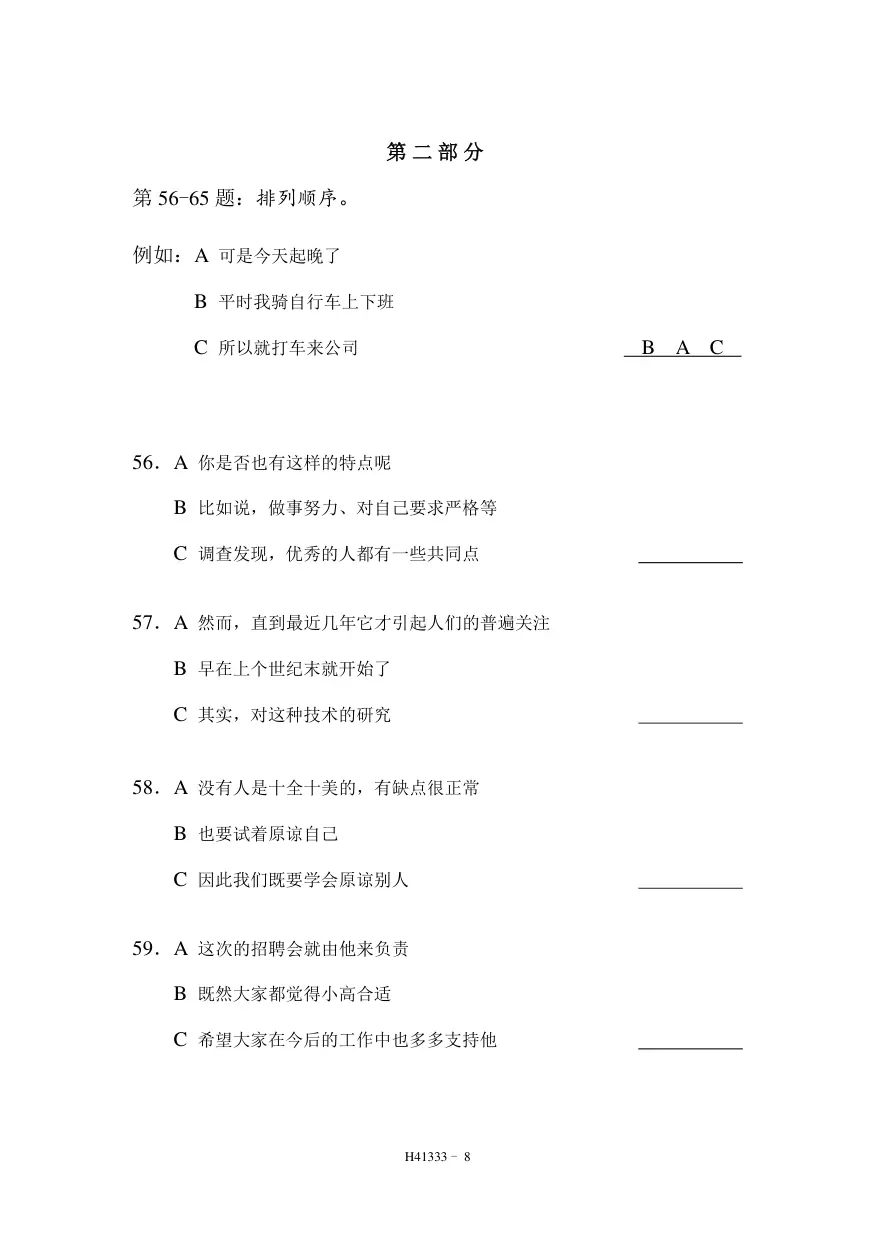 第 二 部 分
第 56-65 题：排列顺序。
例如：A 可是今天起晚了
B 平时我骑自行车上下班
C 所以就打车来公司 B A C
56．A 你是否也有这样的特点呢
B 比如说，做事努力、对自己要求严格等
C 调查发现，优秀的人都有一些共同点
57．A 然而，直到最近几年它才引起人们的普遍关注
B 早在上个世纪末就开始了
C 其实，对这种技术的研究
58．A 没有人是十全十美的，有缺点很正常
B 也要试着原谅自己
C 因此我们既要学会原谅别人
59．A 这次的招聘会就由他来负责
B 既然大家都觉得小高合适
C 希望大家在今后的工作中也多多支持他
H41333－ 8